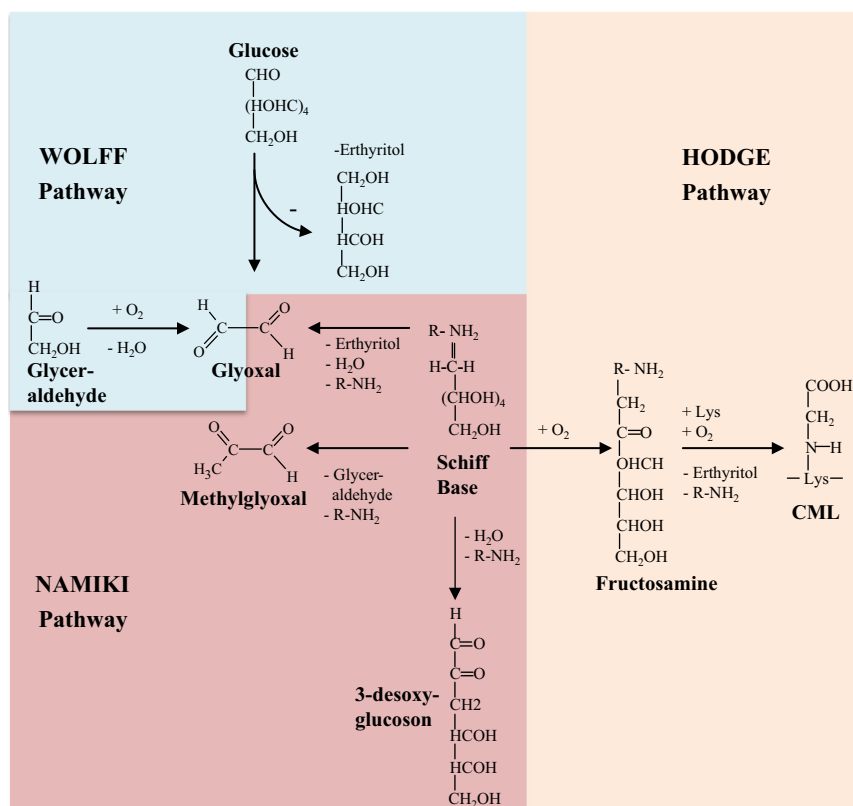 Glucose
CHO
(HOHC)₄
CH₂OH
WOLFF
Pathway
-Erthyritol
CH₂OH
HOHC
HCOH
CH₂OH
-
HODGE
Pathway
H
C=O
CH₂OH
Glycer-
aldehyde
+ O₂
- H₂O
H
C
C
O
O
H
Glyoxal
- Erthyritol
- H₂O
- R-NH₂
R- NH₂
H-C-H
(CHOH)₄
CH₂OH
Schiff
Base
O
O
C
C
H₃C
H
Methylglyoxal
- Glycer-
aldehyde
- R-NH₂
+ O₂
R- NH₂
CH₂
C=O
OHCH
CHOH
CHOH
CH₂OH
Fructosamine
+ Lys
+ O₂
- Erthyritol
- R-NH₂
COOH
CH₂
N-H
-Lys-
CML
- H₂O
- R-NH₂
NAMIKI
Pathway
H
C=O
C=O
CH2
HCOH
HCOH
CH₂OH
3-desoxy-
glucoson